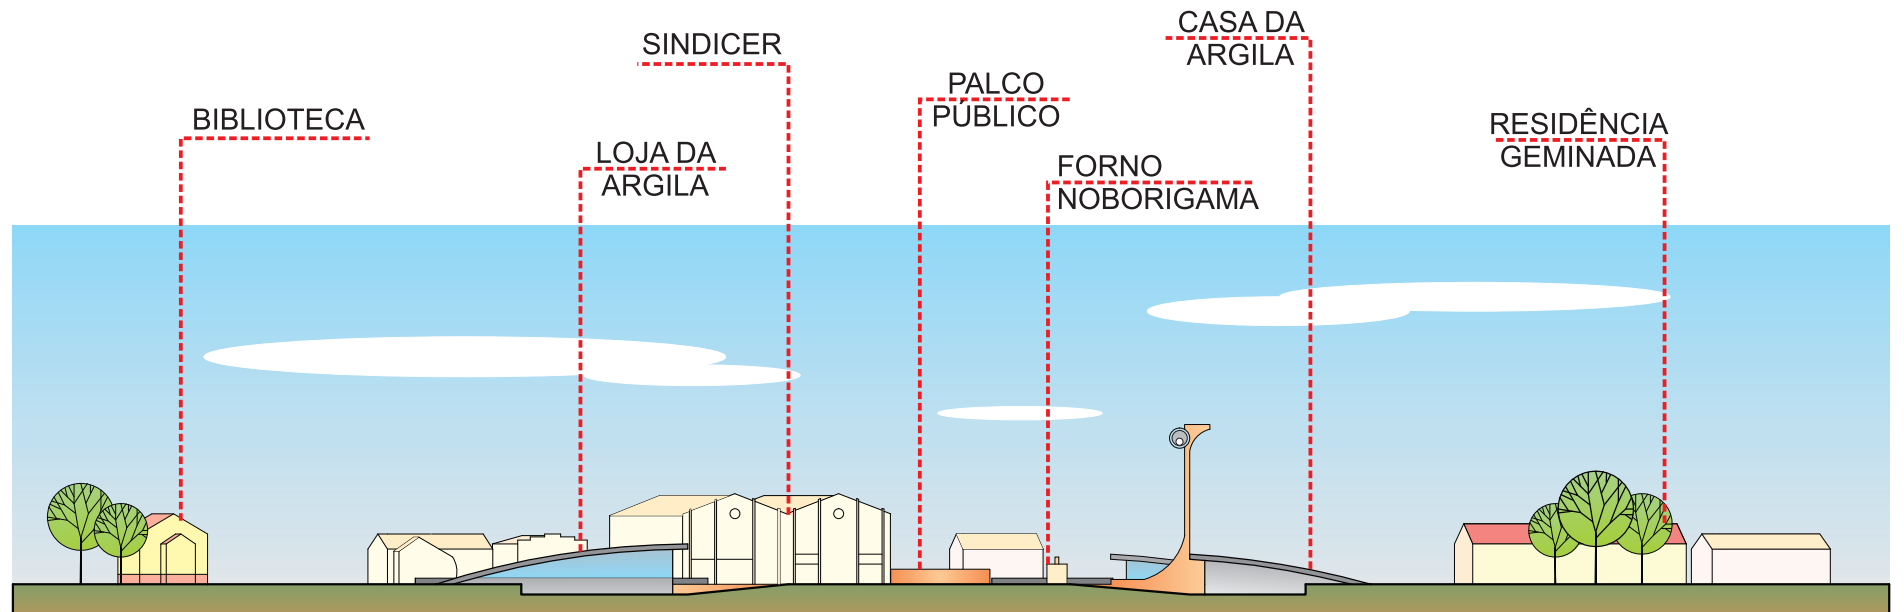 BIBLIOTECA
LOJA DA
ARGILA
SINDICER
PALCO
PÚBLICO
FORNO
NOBORIGAMA
CASA DA
ARGILA
RESIDÊNCIA
GEMINADA